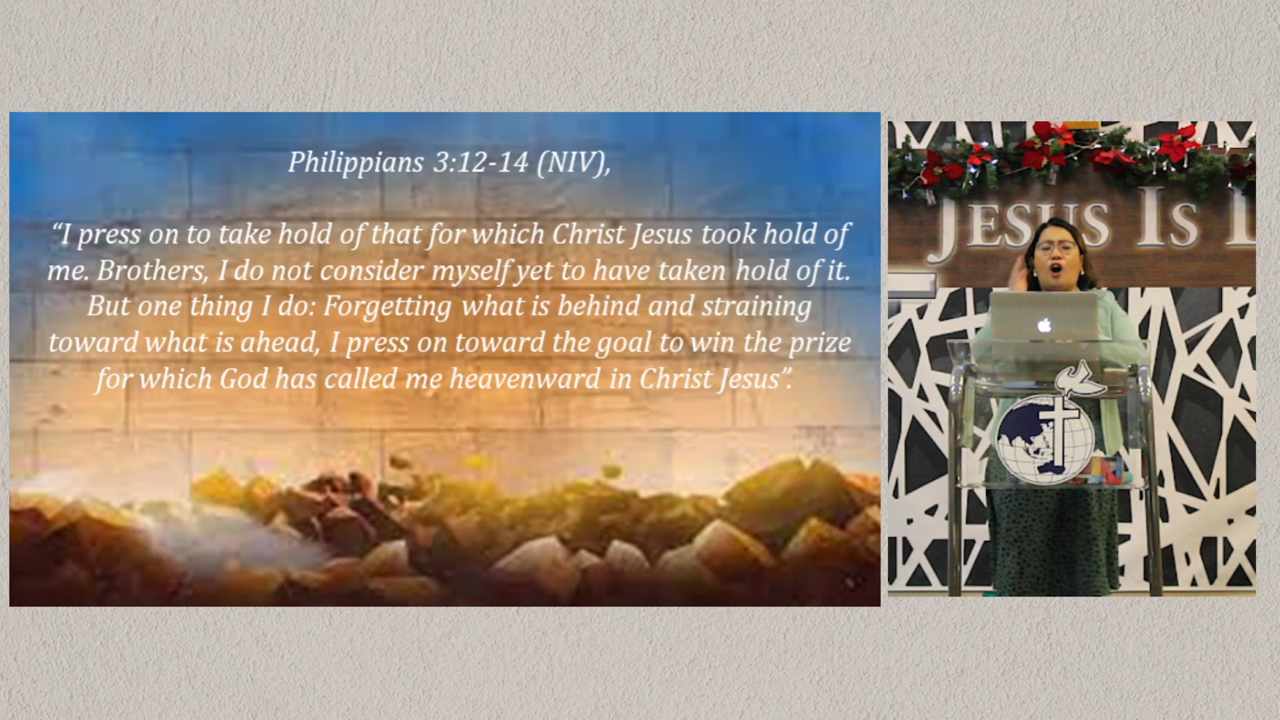 Philippians 3:12-14 (NIV),
“I press on to take hold of that for which Christ Jesus took hold of
me. Brothers, I do not consider myself yet to have taken hold of it.
But one thing I do: Forgetting what is behind and straining
toward what is ahead, I press on toward the goal to win the prize
for which God has called me heavenward in Christ Jesus”.
JESUS IS L